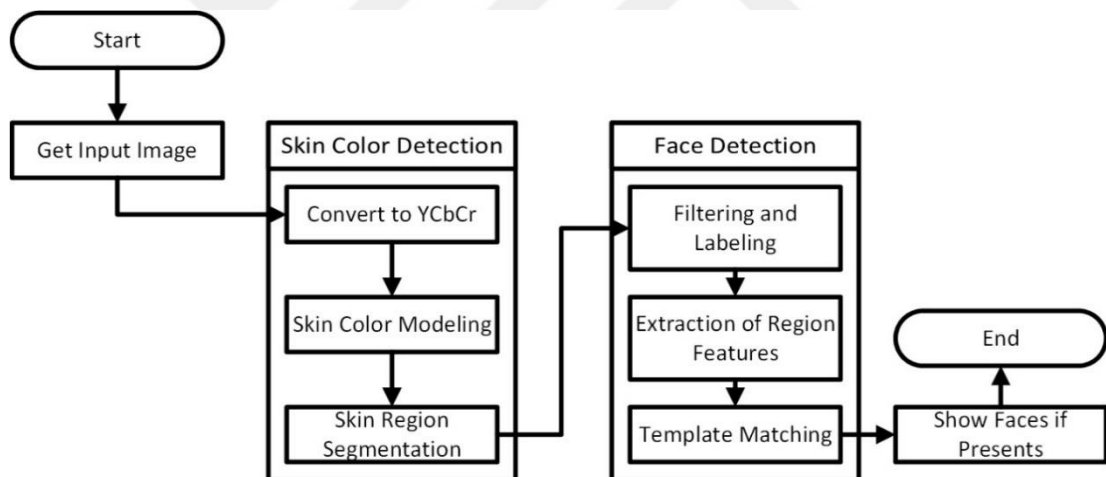 Start
Get Input Image
Skin Color Detection
Convert to YCbCr
Skin Color Modeling
Skin Region
Segmentation
Face Detection
Filtering and
Labeling
Extraction of Region
Features
Template Matching
Show Faces if
Presents
End